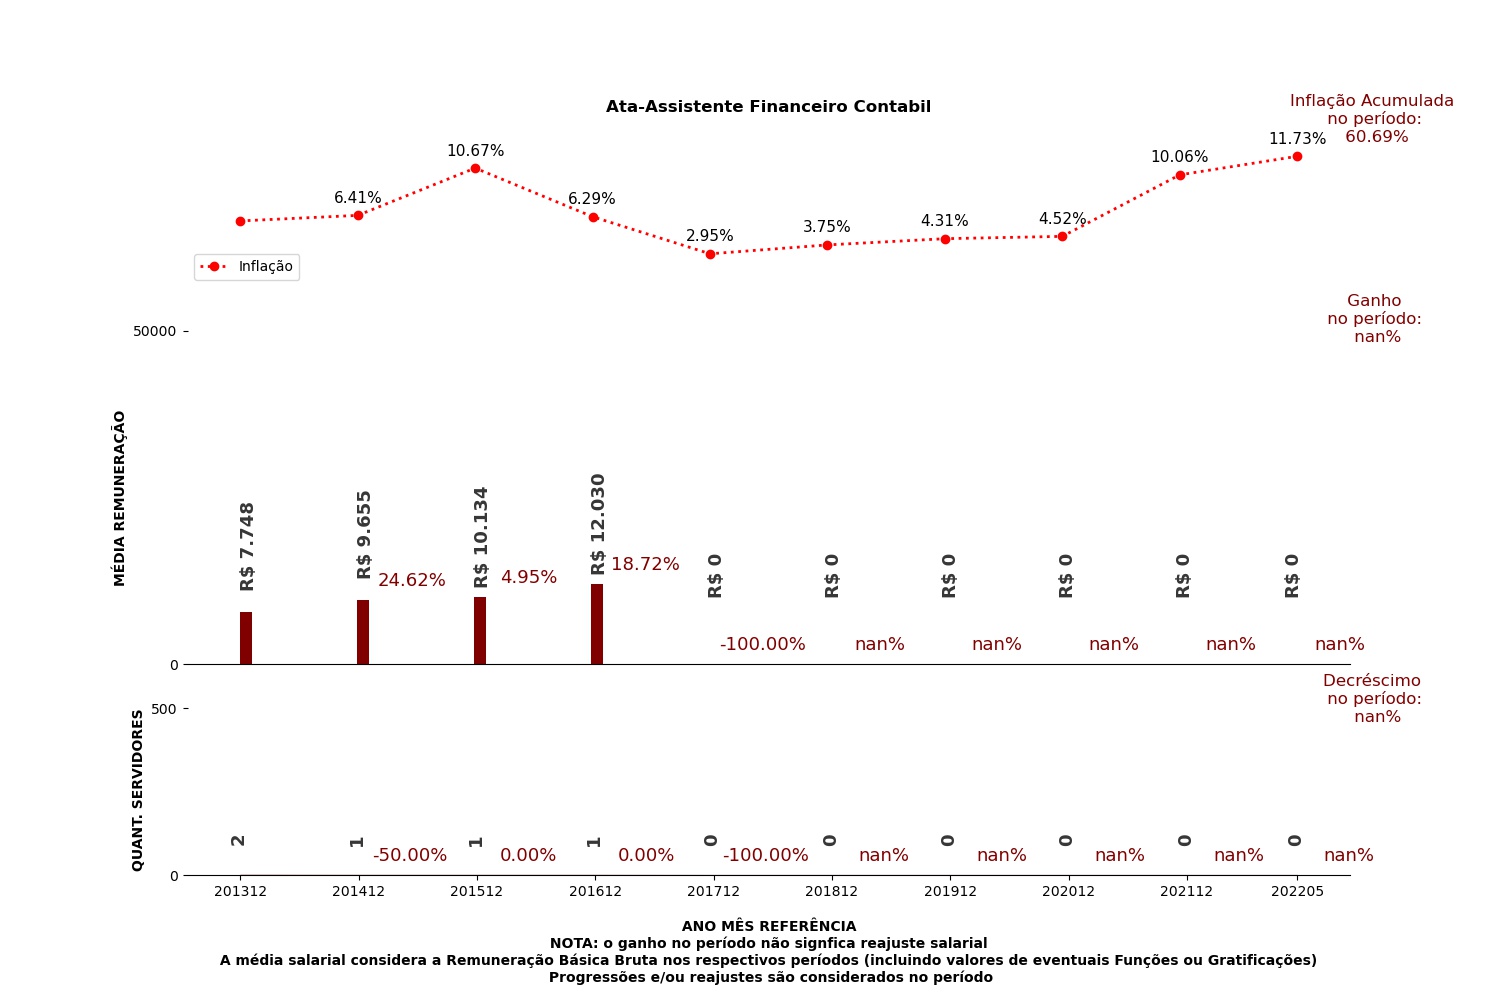 Ata-Assistente Financeiro Contabil
Inflação Acumulada
no período:
60.69%
6.41%
10.67%
6.29%
2.95%
3.75%
4.31%
4.52%
10.06%
11.73%
Inflação
Ganho
no período:
nan%
50000
0
MÉDIA REMUNERAÇÃO
R$ 7.748
R$ 9.655
R$ 10.134
R$ 12.030
R$ 0
R$ 0
R$ 0
R$ 0
R$ 0
R$ 0
24.62%
4.95%
18.72%
-100.00%
nan%
nan%
nan%
nan%
nan%
Decréscimo
no período:
nan%
500
0
QUANT. SERVIDORES
2
1
1
1
0
0
0
0
0
0
-50.00%
0.00%
0.00%
-100.00%
nan%
nan%
nan%
nan%
nan%
201312
201412
201512
201612
201712
201812
201912
202012
202112
202205
ANO MÊS REFERÊNCIA
NOTA: o ganho no período não signfica reajuste salarial
A média salarial considera a Remuneração Básica Bruta nos respectivos períodos (incluindo valores de eventuais Funções ou Gratificações)
Progressões e/ou reajustes são considerados no período